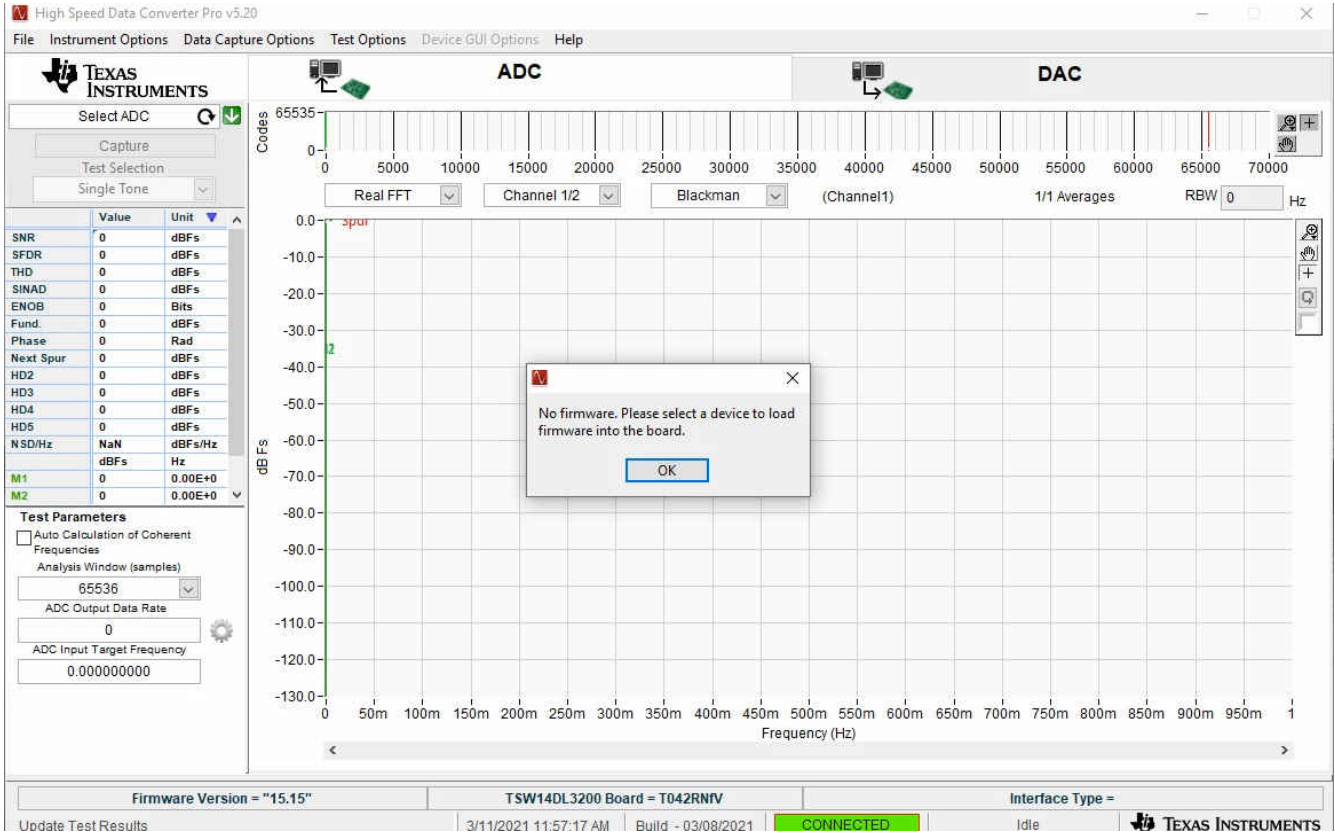 High Speed Data Converter Pro v5.20
File Instrument Options Data Capture Options Test Options Device GUI Options Help
TEXAS INSTRUMENTS
ADC
DAC
Select ADC
Capture
Test Selection
Single Tone
Value Unit
SNR 0 dBFs
SFDR 0 dBFs
THD 0 dBFs
SINAD 0 dBFs
ENOB 0 Bits
Fund. 0 dBFs
Phase 0 Rad
Next Spur 0 dBFs
HD2 0 dBFs
HD3 0 dBFs
HD4 0 dBFs
HD5 0 dBFs
NSD/Hz NaN dBFs/Hz
dBFs Hz
M1 0 0.00E+0
M2 0 0.00E+0
Test Parameters
Auto Calculation of Coherent
Frequencies
Analysis Window (samples)
65536
ADC Output Data Rate
0
ADC Input Target Frequency
0.000000000
Codes
65535
0
0 5000 10000 15000 20000 25000 30000 35000 40000 45000 50000 55000 60000 65000 70000
Real FFT Channel 1/2 Blackman (Channel1) 1/1 Averages RBW 0 Hz
Spur
dBFs
0.0
-10.0
-20.0
-30.0
-40.0
-50.0
-60.0
-70.0
-80.0
-90.0
-100.0
-110.0
-120.0
-130.0
0 50m 100m 150m 200m 250m 300m 350m 400m 450m 500m 550m 600m 650m 700m 750m 800m 850m 900m 950m 1
Frequency (Hz)
No firmware. Please select a device to load
firmware into the board.
OK
Firmware Version = "15.15" TSW14DL3200 Board = T042RNfV Interface Type =
Update Test Results 3/11/2021 11:57:17 AM Build - 03/08/2021 CONNECTED Idle TEXAS INSTRUMENTS